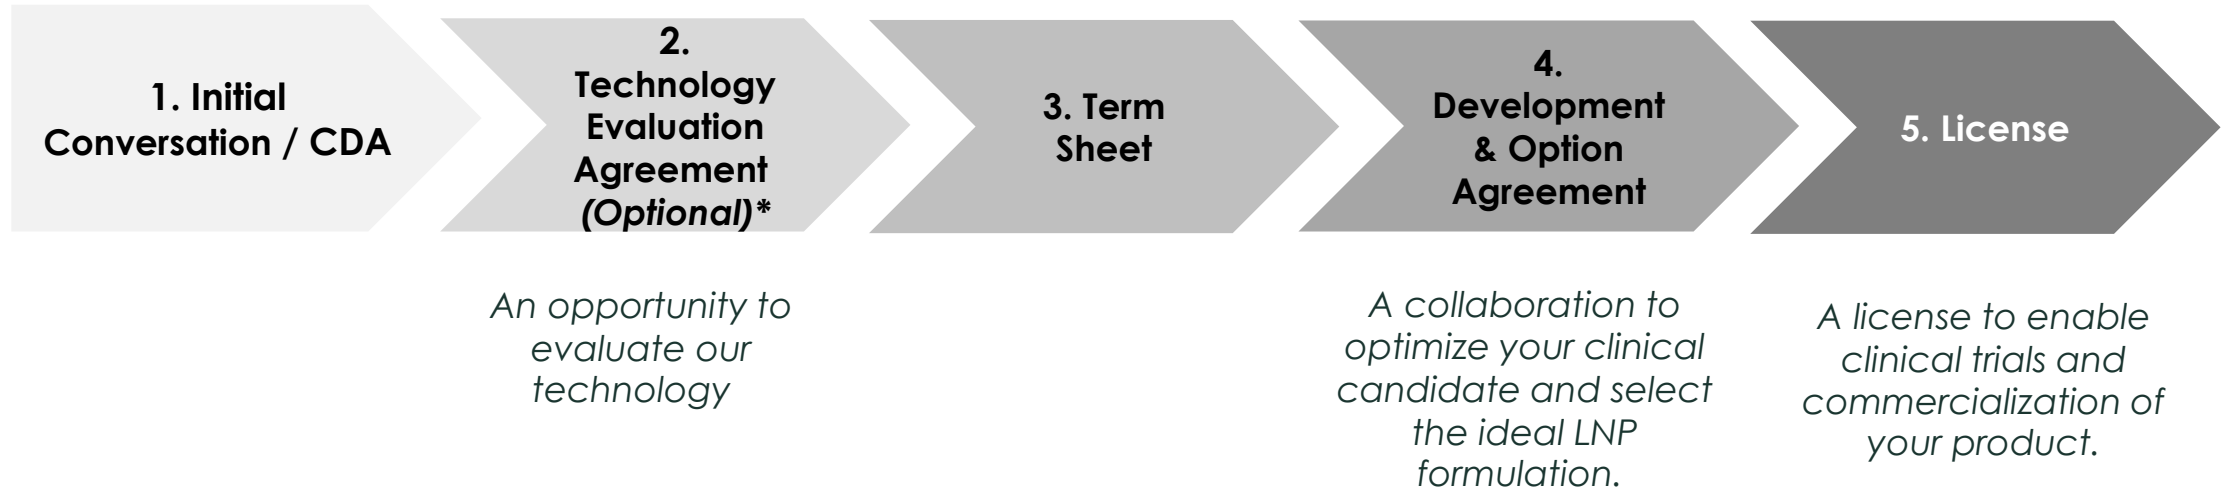 1. Initial
Conversation / CDA
2.
Technology
Evaluation
Agreement
(Optional)*
3. Term
Sheet
4.
Development
& Option
Agreement
5. License
An opportunity to
evaluate our
technology
A collaboration to
optimize your clinical
candidate and select
the ideal LNP
formulation.
A license to enable
clinical trials and
commercialization of
your product.